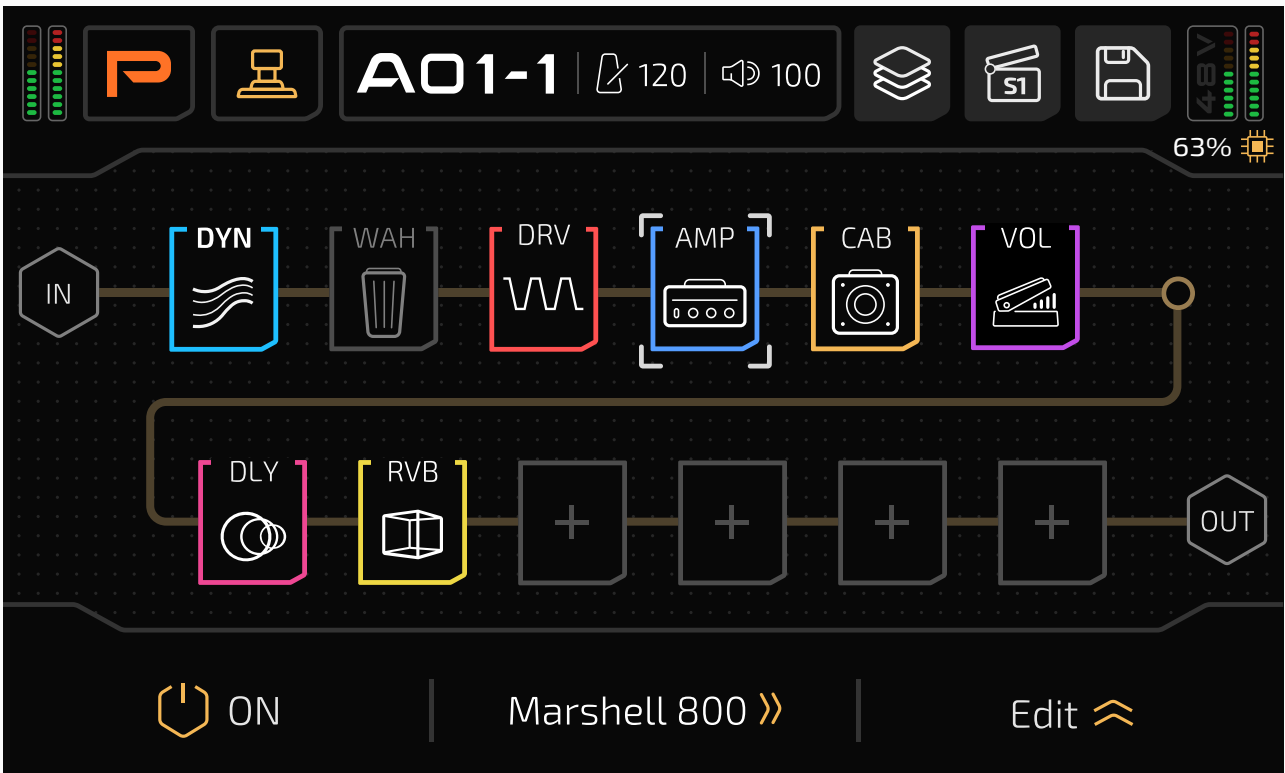 P A01-1 120 100 S1 48V
63%
DYN WAH DRV AMP CAB VOL
IN
DLY RVB
+ + + +
OUT
ON Marshell 800 Edit